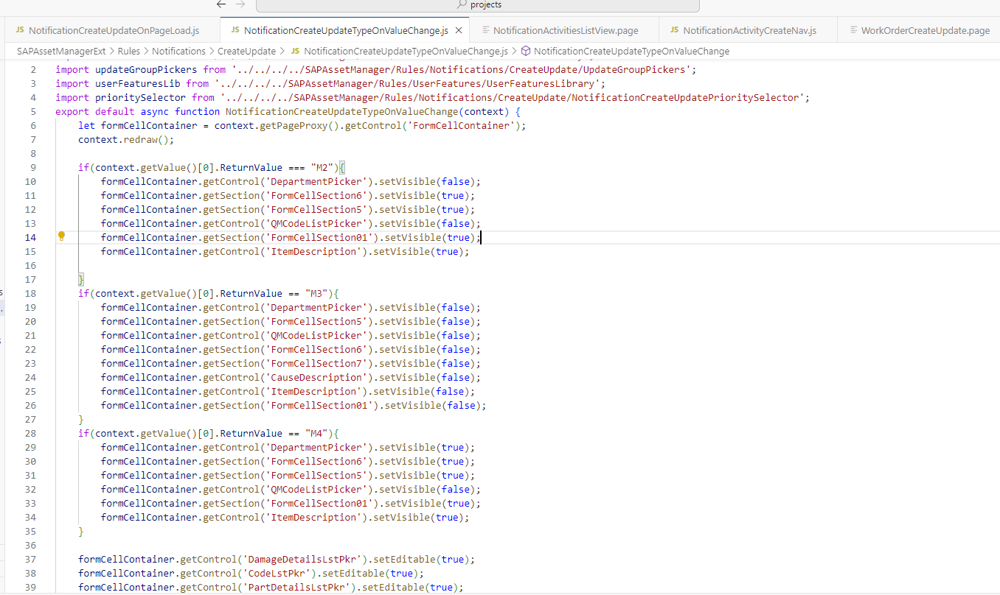 projects
JS NotificationCreateUpdateOnPageLoad.js
JS NotificationCreateUpdateTypeOnValueChange.js
NotificationActivitiesListView.page
JS NotificationActivityCreateNav.js
WorkOrderCreateUpdate.page
SAPAssetManagerExt > Rules > Notifications > CreateUpdate > JS NotificationCreateUpdateTypeOnValueChange.js > NotificationCreateUpdateTypeOnValueChange
2 import updateGroupPickers from '../../../../SAPAssetManager/Rules/Notifications/CreateUpdate/UpdateGroupPickers';
3 import userFeaturesLib from '../../../../SAPAssetManager/Rules/UserFeatures/UserFeaturesLibrary';
4 import prioritySelector from '../../../../SAPAssetManager/Rules/Notifications/CreateUpdate/NotificationCreateUpdatePrioritySelector';
5 export default async function NotificationCreateUpdateTypeOnValueChange(context) {
6 let formCellContainer = context.getPageProxy().getControl('FormCellContainer');
7 context.redraw();
8
9 if(context.getValue()[0].ReturnValue === "M2"){
10 formCellContainer.getControl('DepartmentPicker').setVisible(false);
11 formCellContainer.getSection('FormCellSection6').setVisible(true);
12 formCellContainer.getSection('FormCellSection5').setVisible(true);
13 formCellContainer.getControl('QMCodeListPicker').setVisible(false);
14 formCellContainer.getSection('FormCellSection01').setVisible(true);
15 formCellContainer.getControl('ItemDescription').setVisible(true);
16
17 }
18 if(context.getValue()[0].ReturnValue == "M3"){
19 formCellContainer.getControl('DepartmentPicker').setVisible(false);
20 formCellContainer.getSection('FormCellSection5').setVisible(false);
21 formCellContainer.getControl('QMCodeListPicker').setVisible(false);
22 formCellContainer.getSection('FormCellSection6').setVisible(false);
23 formCellContainer.getSection('FormCellSection7').setVisible(false);
24 formCellContainer.getControl('CauseDescription').setVisible(false);
25 formCellContainer.getControl('ItemDescription').setVisible(false);
26 formCellContainer.getSection('FormCellSection01').setVisible(false);
27 }
28 if(context.getValue()[0].ReturnValue == "M4"){
29 formCellContainer.getControl('DepartmentPicker').setVisible(true);
30 formCellContainer.getSection('FormCellSection6').setVisible(true);
31 formCellContainer.getSection('FormCellSection5').setVisible(true);
32 formCellContainer.getControl('QMCodeListPicker').setVisible(false);
33 formCellContainer.getSection('FormCellSection01').setVisible(true);
34 formCellContainer.getControl('ItemDescription').setVisible(true);
35 }
36
37 formCellContainer.getControl('DamageDetailsLstPkr').setEditable(true);
38 formCellContainer.getControl('CodeLstPkr').setEditable(true);
39 formCellContainer.getControl('PartDetailsLstPkr').setEditable(true);